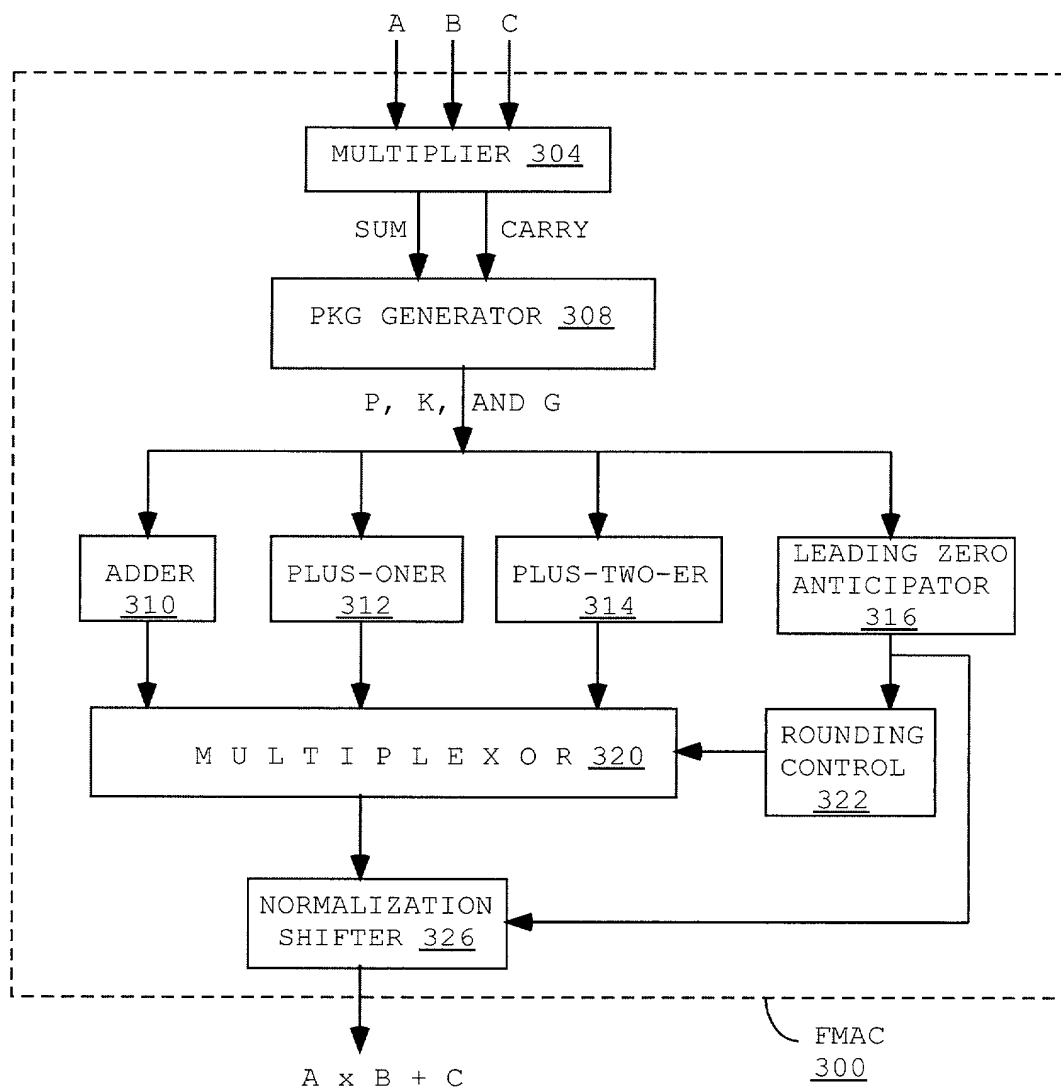 A B C
MULTIPLIER 304
SUM CARRY
PKG GENERATOR 308
P, K, AND G
ADDER
310
PLUS-ONER
312
PLUS-TWO-ER
314
LEADING ZERO
ANTICIPATOR
316
MULTIPLEXOR 320
ROUNDING
CONTROL
322
NORMALIZATION
SHIFTER 326
FMAC
300
A x B + C